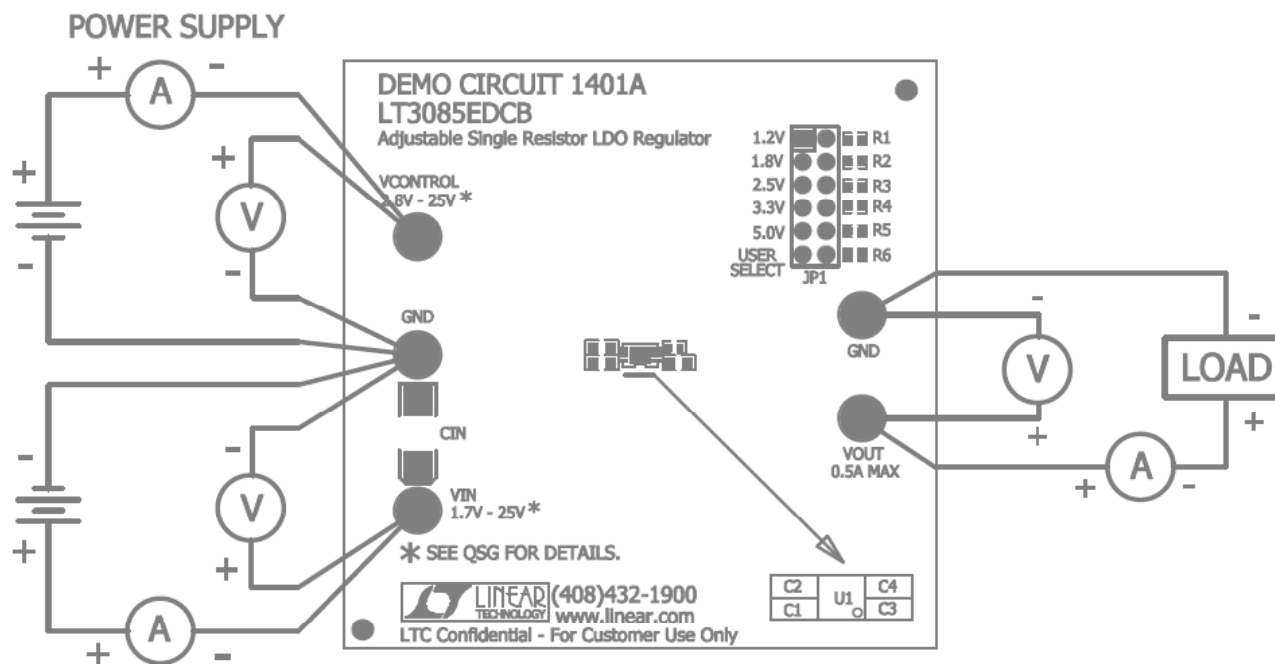 POWER SUPPLY
+ A -
+ V -
+ -
DEMO CIRCUIT 1401A
LT3085EDCB
Adjustable Single Resistor LDO Regulator
VCONTROL
2.8V - 25V *
1.2V R1
1.8V R2
2.5V R3
3.3V R4
5.0V R5
USER SELECT R6
JP1
GND
GND
CIN
VIN
1.7V - 25V *
VOUT
0.5A MAX
- V +
- LOAD +
+ A -
- V +
- +
+ A -
* SEE QSG FOR DETAILS.
LINEAR TECHNOLOGY
(408)432-1900
www.linear.com
LTC Confidential - For Customer Use Only
C2 U1 C4
C1 C3